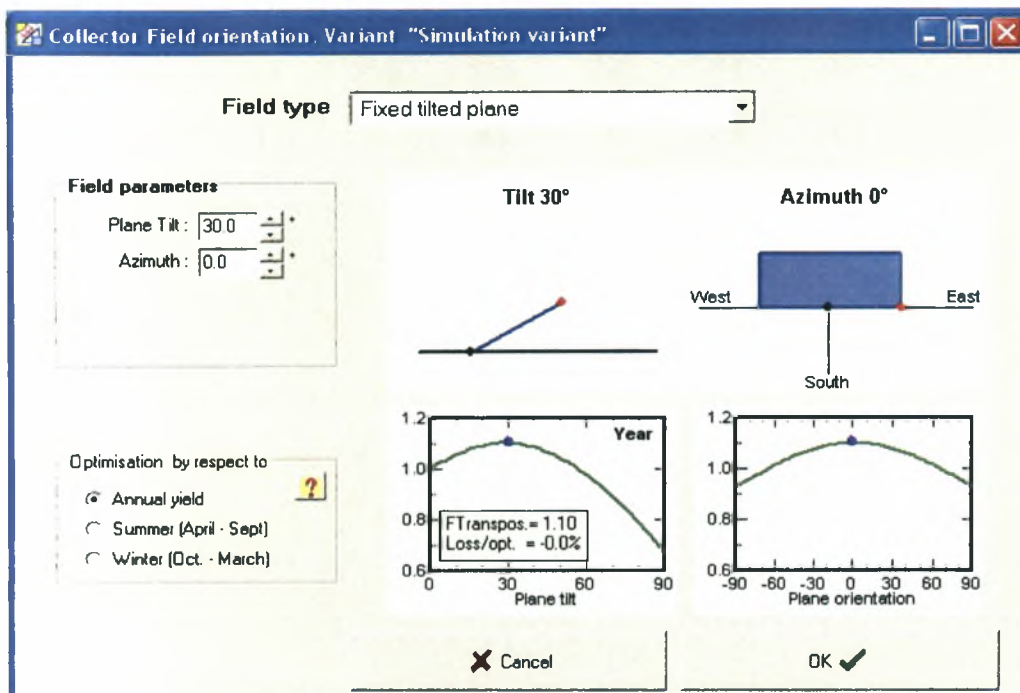 Collector Field orientation, Variant "Simulation variant"
Field type Fixed tilted plane
Field parameters
Plane Tilt : 30.0 °
Azimuth : 0.0 °
Tilt 30°
Azimuth 0°
West
East
South
Optimisation by respect to
?
Annual yield
Summer (April - Sept)
Winter (Oct. - March)
1.2
1.0
0.8
0.6
Year
FTranspos.= 1.10
Loss/opt. = -0.0%
0 30 60 90
Plane tilt
1.2
1.0
0.8
0.6
-90 -60 -30 0 30 60 90
Plane orientation
Cancel
OK